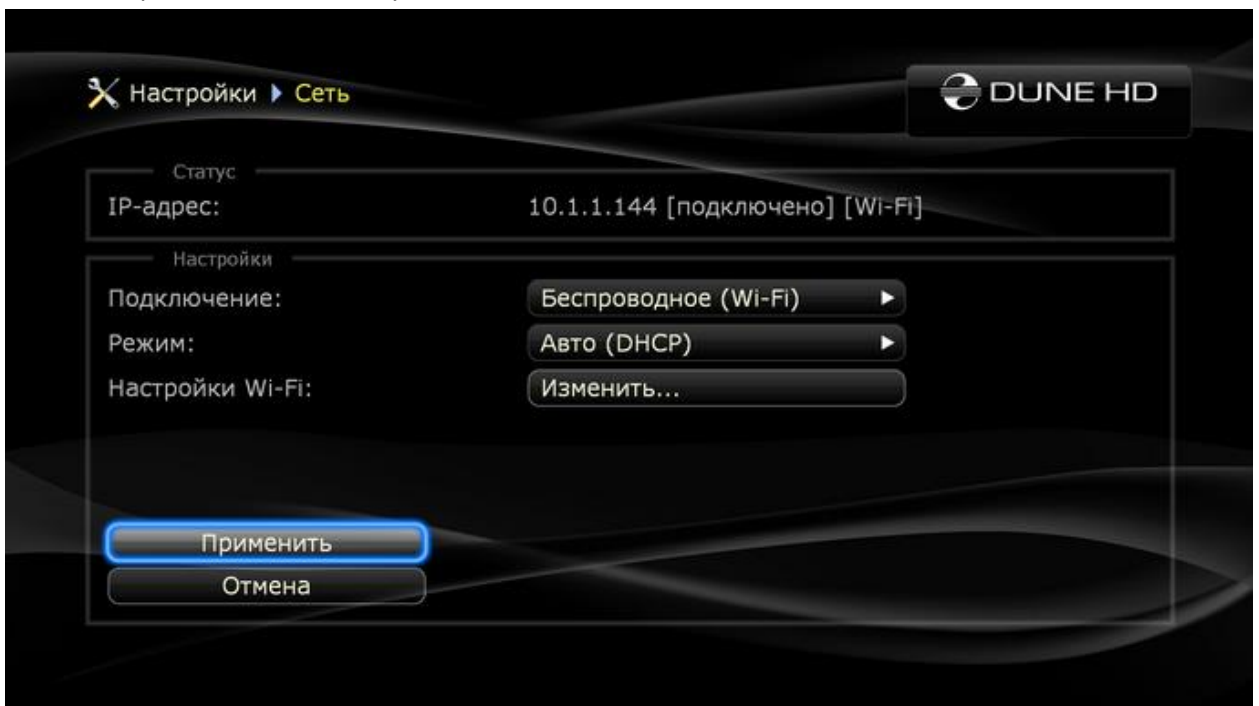 Настройки Сеть
DUNE HD
Статус
IP-адрес: 10.1.1.144 [подключено] [Wi-Fi]
Настройки
Подключение: Беспроводное (Wi-Fi)
Режим: Авто (DHCP)
Настройки Wi-Fi: Изменить...
Применить
Отмена